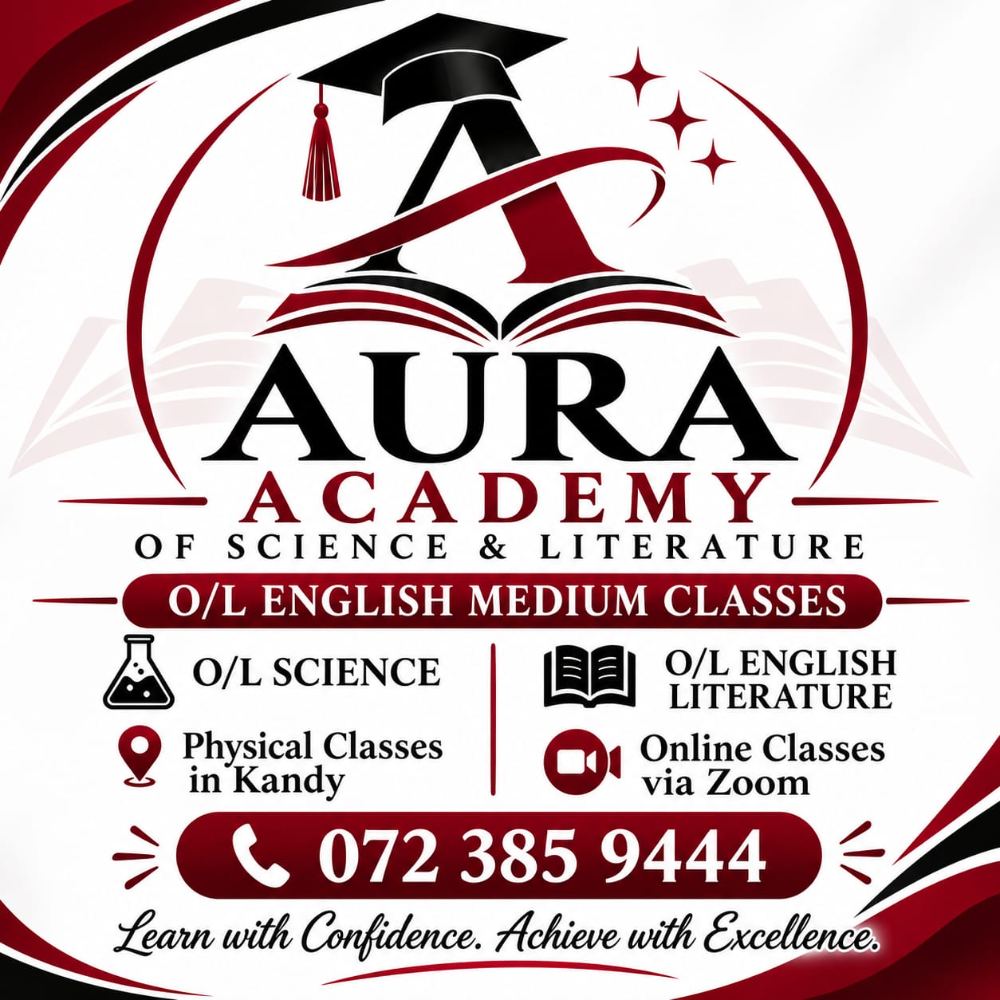 AURA
ACADEMY
OF SCIENCE & LITERATURE
O/L ENGLISH MEDIUM CLASSES
O/L SCIENCE
O/L ENGLISH
LITERATURE
Physical Classes
in Kandy
Online Classes
via Zoom
072 385 9444
Learn with Confidence. Achieve with Excellence.